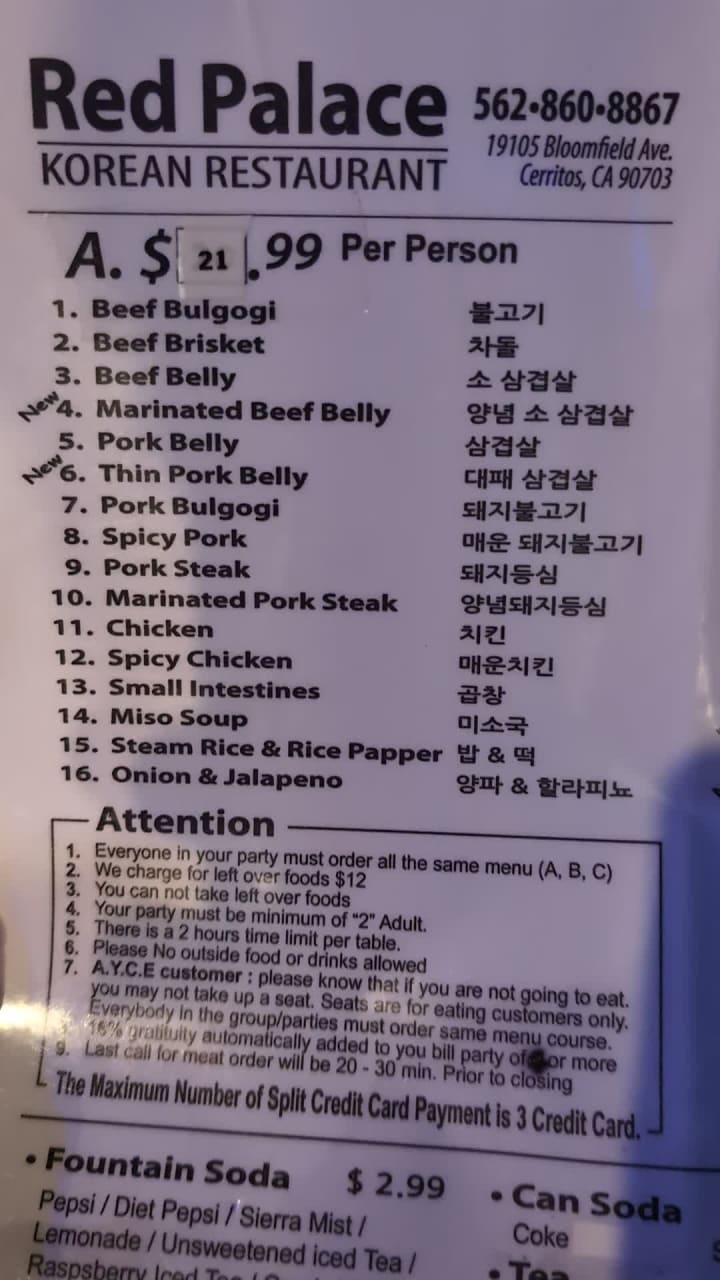 Red Palace
KOREAN RESTAURANT
562•860•8867
19105 Bloomfield Ave.
Cerritos, CA 90703
A. $ 21 .99 Per Person
1. Beef Bulgogi 불고기
2. Beef Brisket 차돌
3. Beef Belly 소 삼겹살
New 4. Marinated Beef Belly 양념 소 삼겹살
5. Pork Belly 삼겹살
New 6. Thin Pork Belly 대패 삼겹살
7. Pork Bulgogi 돼지불고기
8. Spicy Pork 매운 돼지불고기
9. Pork Steak 돼지등심
10. Marinated Pork Steak 양념돼지등심
11. Chicken 치킨
12. Spicy Chicken 매운치킨
13. Small Intestines 곱창
14. Miso Soup 미소국
15. Steam Rice & Rice Papper 밥 & 떡
16. Onion & Jalapeno 양파 & 할라피뇨
Attention
1. Everyone in your party must order all the same menu (A, B, C)
2. We charge for left over foods $12
3. You can not take left over foods
4. Your party must be minimum of "2" Adult.
5. There is a 2 hours time limit per table.
6. Please No outside food or drinks allowed
7. A.Y.C.E customer : please know that if you are not going to eat.
you may not take up a seat. Seats are for eating customers only.
Everybody in the group/parties must order same menu course.
gratituity automatically added to you bill party of or more
9. Last call for meat order will be 20 - 30 min. Prior to closing
The Maximum Number of Split Credit Card Payment is 3 Credit Card.
• Fountain Soda $ 2.99
Pepsi / Diet Pepsi / Sierra Mist /
Lemonade / Unsweetened iced Tea /
Raspsberry Iced
• Can Soda
Coke
• Tea